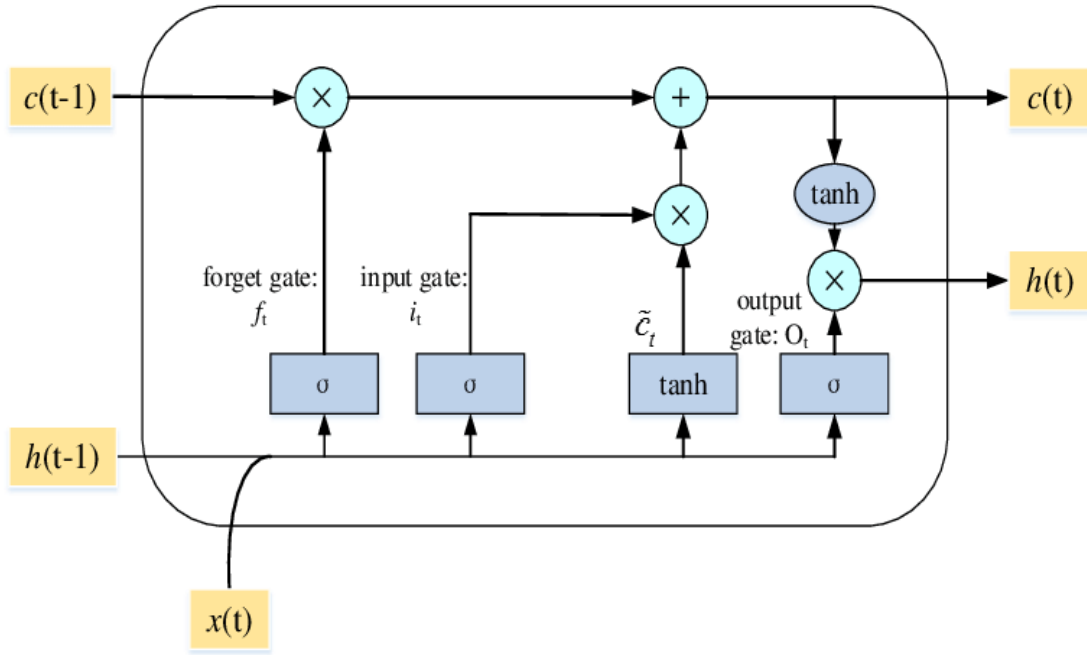 c(t-1)
×
+
c(t)
tanh
×
forget gate:
f_t
input gate:
i_t
×
h(t)
output
gate: O_t
c̃_t
σ
σ
tanh
σ
h(t-1)
x(t)